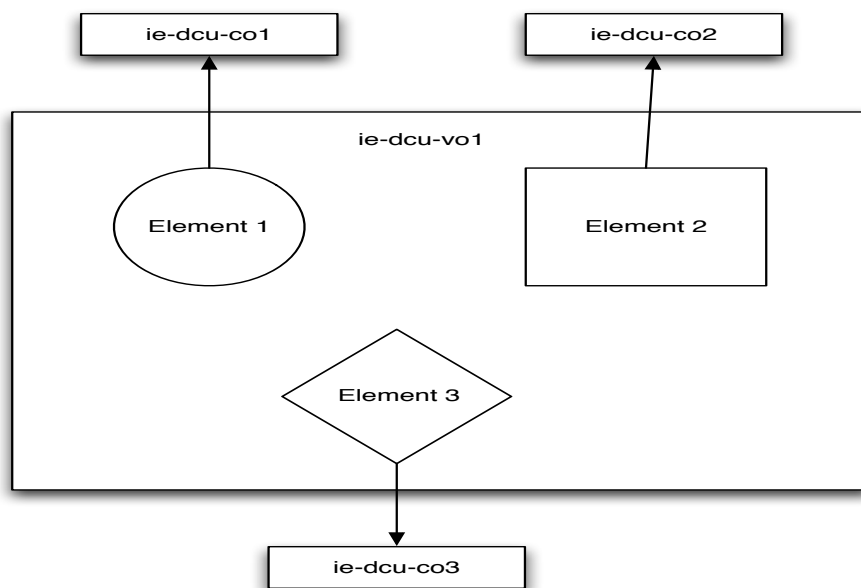 ie-dcu-co1
ie-dcu-co2
ie-dcu-vo1
Element 1
Element 2
Element 3
ie-dcu-co3